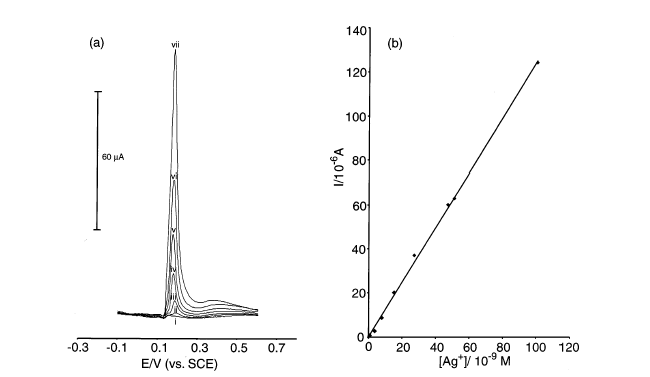 (a)
vii
60 µA
vi
v
iv
i
-0.3 -0.1 0.1 0.3 0.5 0.7
E/V (vs. SCE)
(b)
140
120
100
80
60
40
20
0
I/10⁻⁶A
0 20 40 60 80 100 120
[Ag⁺]/ 10⁻⁹ M